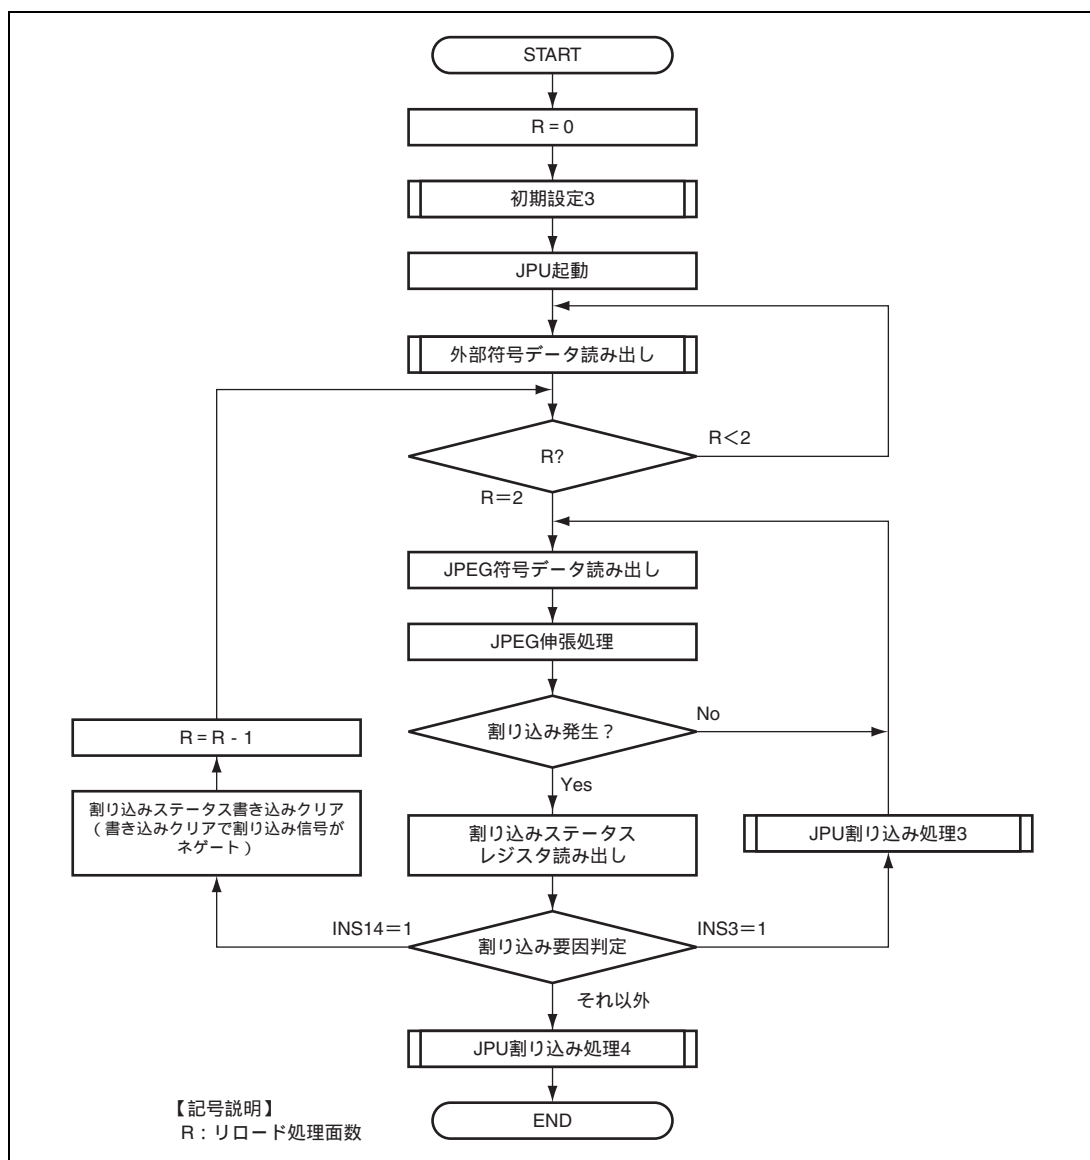 START
R = 0
初期設定3
JPU起動
外部符号データ読み出し
R?
R<2
R=2
JPEG符号データ読み出し
JPEG伸張処理
割り込み発生？
No
Yes
R = R - 1
割り込みステータス書き込みクリア
（書き込みクリアで割り込み信号が
ネゲート）
割り込みステータス
レジスタ読み出し
JPU割り込み処理3
INS14=1
割り込み要因判定
INS3=1
それ以外
JPU割り込み処理4
END
【記号説明】
R：リロード処理面数